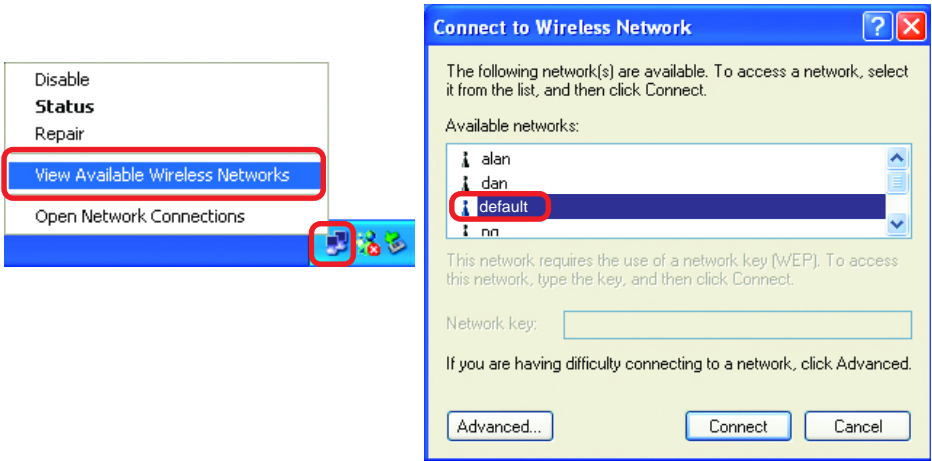 Disable
Status
Repair
View Available Wireless Networks
Open Network Connections
Connect to Wireless Network
The following network(s) are available. To access a network, select
it from the list, and then click Connect.
Available networks:
alan
dan
default
This network requires the use of a network key (WEP). To access
this network, type the key, and then click Connect.
Network key:
If you are having difficulty connecting to a network, click Advanced.
Advanced...
Connect
Cancel